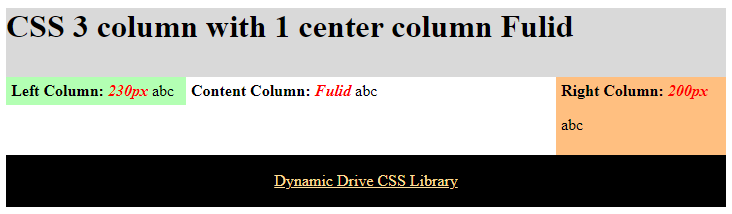 CSS 3 column with 1 center column Fulid
Left Column: 230px abc
Content Column: Fulid abc
Right Column: 200px
abc
Dynamic Drive CSS Library